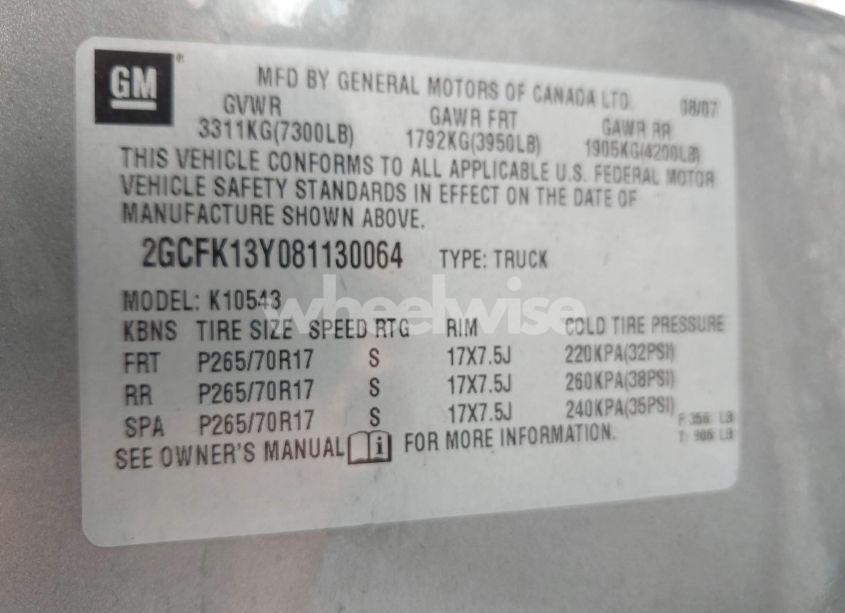 GM
MFD BY GENERAL MOTORS OF CANADA LTD. 08/07
GVWR GAWR FRT GAWR RR
3311KG(7300LB) 1792KG(3950LB) 1905KG(4200LB)
THIS VEHICLE CONFORMS TO ALL APPLICABLE U.S. FEDERAL MOTOR
VEHICLE SAFETY STANDARDS IN EFFECT ON THE DATE OF
MANUFACTURE SHOWN ABOVE.
2GCFK13Y081130064 TYPE: TRUCK
MODEL: K10543
wheelwise
KBNS TIRE SIZE SPEED RTG RIM COLD TIRE PRESSURE
FRT P265/70R17 S 17X7.5J 220KPA(32PSI)
RR P265/70R17 S 17X7.5J 260KPA(38PSI)
SPA P265/70R17 S 17X7.5J 240KPA(35PSI)
LB
SEE OWNER'S MANUAL i FOR MORE INFORMATION. T: LB